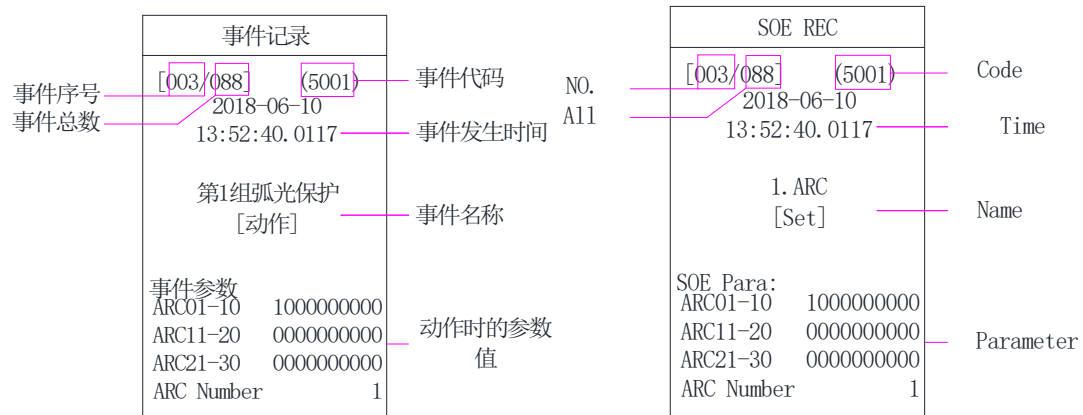 事件记录
[003/088] (5001)
2018-06-10
13:52:40.0117
第1组弧光保护
[动作]
事件参数
ARC01-10 1000000000
ARC11-20 0000000000
ARC21-30 0000000000
ARC Number 1
事件序号
事件总数
事件代码
事件发生时间
事件名称
动作时的参数
值
SOE REC
[003/088] (5001)
2018-06-10
13:52:40.0117
1.ARC
[Set]
SOE Para:
ARC01-10 1000000000
ARC11-20 0000000000
ARC21-30 0000000000
ARC Number 1
NO.
All
Code
Time
Name
Parameter